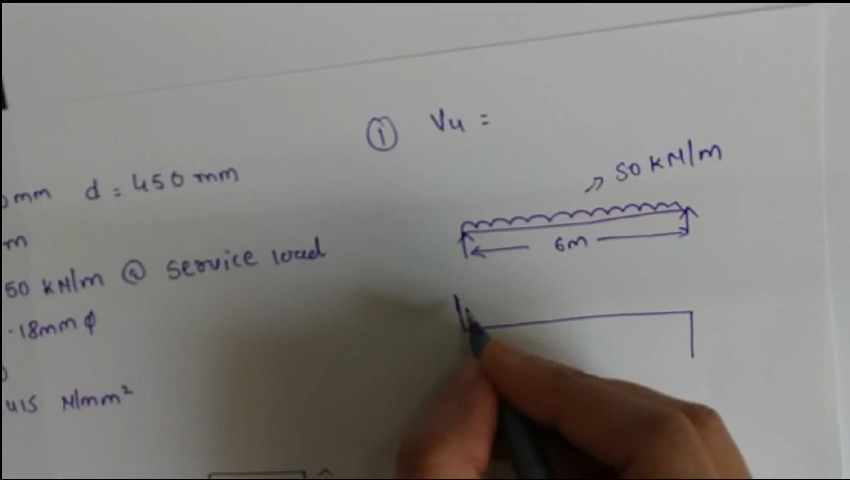 ① Vu =
mm d = 450 mm
50 kN/m
m
6m
50 kN/m @ service load
18mm ϕ
415 N/mm²